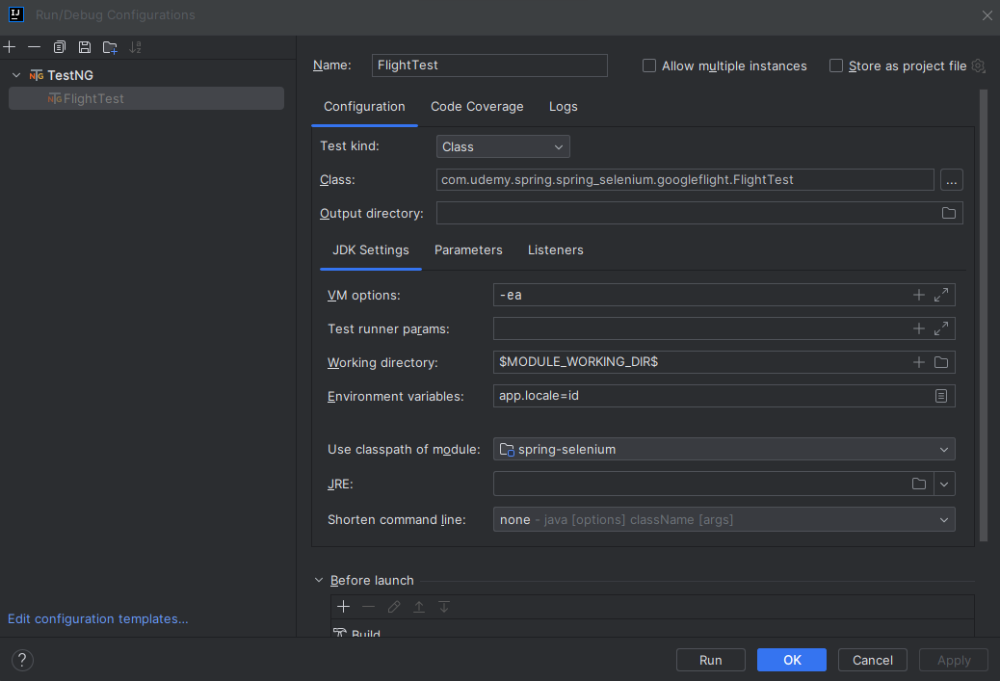 Run/Debug Configurations
TestNG
FlightTest
Edit configuration templates...
Name: FlightTest Allow multiple instances Store as project file
Configuration Code Coverage Logs
Test kind: Class
Class: com.udemy.spring.spring_selenium.googleflight.FlightTest ...
Output directory:
JDK Settings Parameters Listeners
VM options: -ea
Test runner params:
Working directory: $MODULE_WORKING_DIR$
Environment variables: app.locale=id
Use classpath of module: spring-selenium
JRE:
Shorten command line: none - java [options] className [args]
Before launch
Build
? Run OK Cancel Apply